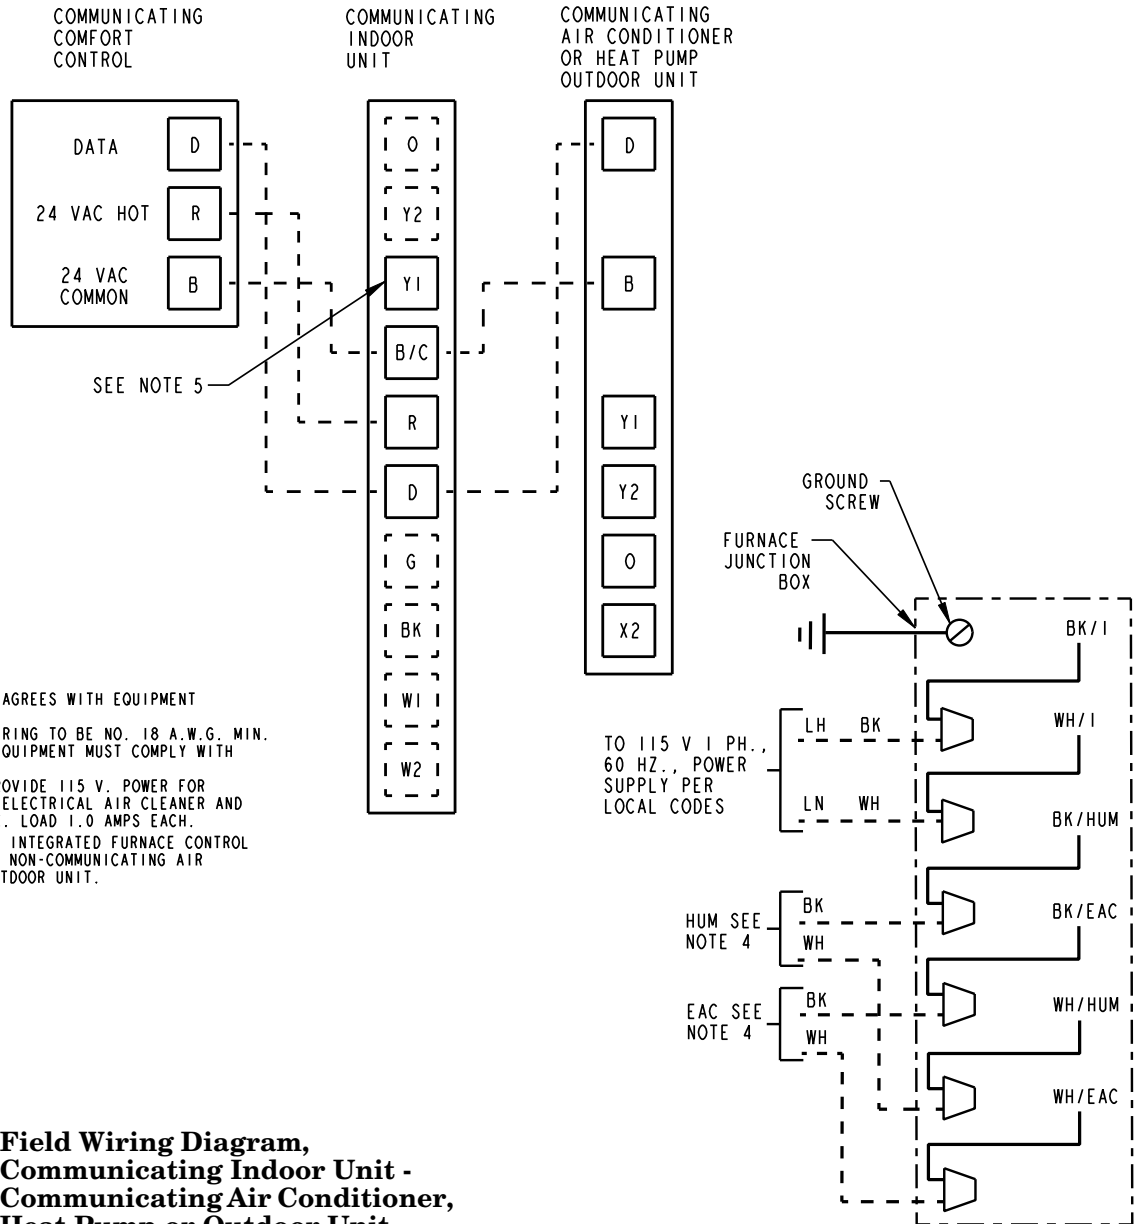 COMMUNICATING
COMFORT
CONTROL
COMMUNICATING
INDOOR
UNIT
COMMUNICATING
AIR CONDITIONER
OR HEAT PUMP
OUTDOOR UNIT
DATA
D
24 VAC HOT
R
24 VAC
COMMON
B
SEE NOTE 5
O
Y2
Y1
B/C
R
D
G
BK
W1
W2
D
B
Y1
Y2
O
X2
GROUND
SCREW
FURNACE
JUNCTION
BOX
BK/1
WH/1
BK/HUM
BK/EAC
WH/HUM
WH/EAC
TO 115 V 1 PH.,
60 HZ., POWER
SUPPLY PER
LOCAL CODES
LH BK
LN WH
HUM SEE
NOTE 4
BK
WH
EAC SEE
NOTE 4
BK
WH
AGREES WITH EQUIPMENT
RING TO BE NO. 18 A.W.G. MIN.
QUIPMENT MUST COMPLY WITH
OVIDE 115 V. POWER FOR
ELECTRICAL AIR CLEANER AND
. LOAD 1.0 AMPS EACH.
INTEGRATED FURNACE CONTROL
NON-COMMUNICATING AIR
TDOOR UNIT.
Field Wiring Diagram,
Communicating Indoor Unit -
Communicating Air Conditioner,
Heat Pump or Outdoor Unit